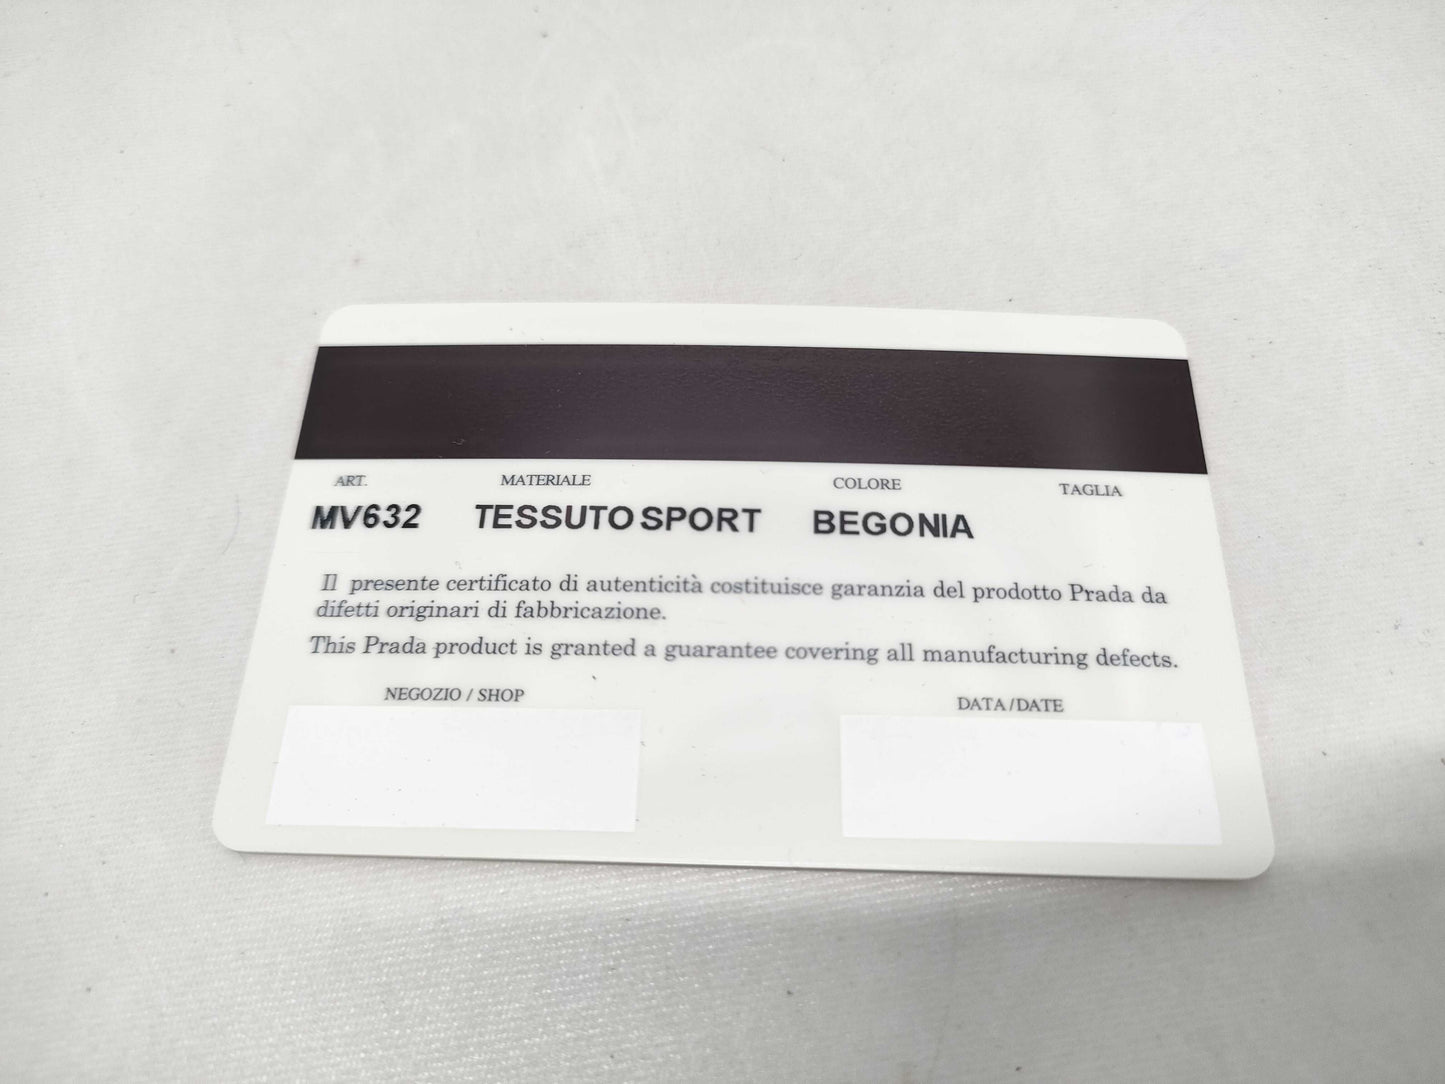 ART. MATERIALE COLORE TAGLIA
MV632 TESSUTO SPORT BEGONIA
Il presente certificato di autenticità costituisce garanzia del prodotto Prada da
difetti originari di fabbricazione.
This Prada product is granted a guarantee covering all manufacturing defects.
NEGOZIO / SHOP DATA/DATE